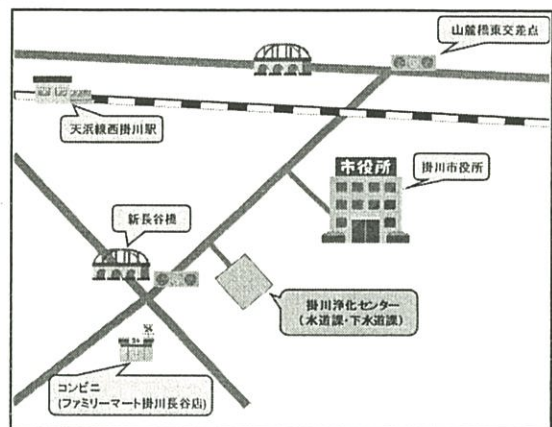 山麓橋東交差点
天浜線西掛川駅
市役所
掛川市役所
新長谷橋
掛川浄化センター
(水道課・下水道課)
コンビニ
(ファミリーマート掛川長谷店)